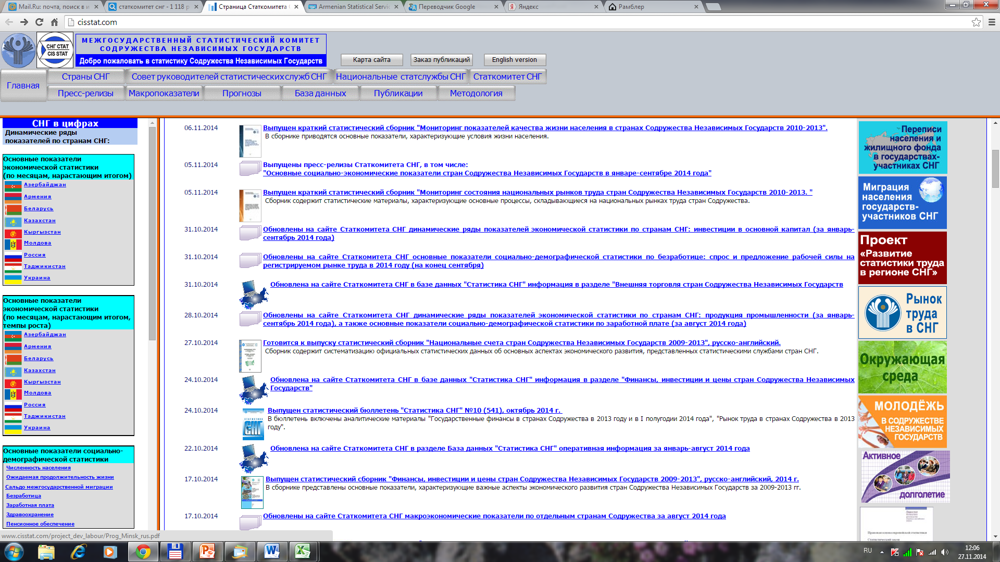 Mail.Ru: почта, поиск в и
статкомитет снг - 1 118 р
Страница Статкомитета
Armenian Statistical Servic
Переводчик Google
Яндекс
Рамблер
cisstat.com
СНГ СТАТ
CIS STAT
МЕЖГОСУДАРСТВЕННЫЙ СТАТИСТИЧЕСКИЙ КОМИТЕТ
СОДРУЖЕСТВА НЕЗАВИСИМЫХ ГОСУДАРСТВ
Добро пожаловать в статистику Содружества Независимых Государств
Карта сайта
Заказ публикаций
English version
Главная
Страны СНГ
Совет руководителей статистических служб СНГ
Национальные статслужбы СНГ
Статкомитет СНГ
Пресс-релизы
Макропоказатели
Прогнозы
База данных
Публикации
Методология
СНГ в цифрах
Динамические ряды
показателей по странам СНГ:
Основные показатели
экономической статистики
(по месяцам, нарастающим итогом)
Азербайджан
Армения
Беларусь
Казахстан
Кыргызстан
Молдова
Россия
Таджикистан
Украина
Основные показатели
экономической статистики
(по месяцам, нарастающим итогом,
темпы роста)
Азербайджан
Армения
Беларусь
Казахстан
Кыргызстан
Молдова
Россия
Таджикистан
Украина
Основные показатели социально-
демографической статистики
Численность населения
Ожидаемая продолжительность жизни
Сальдо межгосударственной миграции
Безработица
Заработная плата
Здравоохранение
Пенсионное обеспечение
06.11.2014
Выпущен краткий статистический сборник "Мониторинг показателей качества жизни населения в странах Содружества Независимых Государств 2010-2013".
В сборнике приводятся основные показатели, характеризующие условия жизни населения.
05.11.2014
Выпущены пресс-релизы Статкомитета СНГ, в том числе:
"Основные социально-экономические показатели стран Содружества Независимых Государств в январе-сентябре 2014 года"
05.11.2014
Выпущен краткий статистический сборник "Мониторинг состояния национальных рынков труда стран Содружества Независимых Государств 2010-2013. "
Сборник содержит статистические материалы, характеризующие основные процессы, складывающиеся на национальных рынках труда стран Содружества.
31.10.2014
Обновлены на сайте Статкомитета СНГ динамические ряды показателей экономической статистики по странам СНГ: инвестиции в основной капитал (за январь-
сентябрь 2014 года)
31.10.2014
Обновлены на сайте Статкомитета СНГ основные показатели социально-демографической статистики по безработице: спрос и предложение рабочей силы на
регистрируемом рынке труда в 2014 году (на конец сентября)
31.10.2014
Обновлена на сайте Статкомитета СНГ в базе данных "Статистика СНГ" информация в разделе "Внешняя торговля стран Содружества Независимых Государств
28.10.2014
Обновлены на сайте Статкомитета СНГ динамические ряды показателей экономической статистики по странам СНГ: продукция промышленности (за январь-
сентябрь 2014 года), а также основные показатели социально-демографической статистики по заработной плате (за август 2014 года)
27.10.2014
Готовится к выпуску статистический сборник "Национальные счета стран Содружества Независимых Государств 2009-2013", русско-английский.
Сборник содержит систематизацию официальных статистических данных об основных аспектах экономического развития, представленных статистическими службами стран СНГ.
24.10.2014
Обновлена на сайте Статкомитета СНГ в базе данных "Статистика СНГ" информация в разделе "Финансы, инвестиции и цены стран Содружества Независимых
Государств"
24.10.2014
Выпущен статистический бюллетень "Статистика СНГ" №10 (541), октябрь 2014 г.
В бюллетень включены аналитические материалы "Государственные финансы в странах Содружества в 2013 году и в I полугодии 2014 года", "Рынок труда в странах Содружества в 2013
году".
22.10.2014
Обновлена на сайте Статкомитета СНГ в разделе База данных "Статистика СНГ" оперативная информация за январь-август 2014 года
17.10.2014
Выпущен статистический сборник "Финансы, инвестиции и цены стран Содружества Независимых Государств 2009-2013", русско-английский, 2014 г.
В сборнике представлены основные показатели, характеризующие важные аспекты экономического развития стран Содружества Независимых Государств за 2009-2013 гг.
17.10.2014
Обновлены на сайте Статкомитета СНГ макроэкономические показатели по отдельным странам Содружества за август 2014 года
Переписи
населения и
жилищного фонда
в государствах-
участниках СНГ
Миграция
населения
государств-
участников СНГ
Проект
«Развитие
статистики труда
в регионе СНГ»
Рынок
труда
в СНГ
Окружающая
среда
МОЛОДЁЖЬ
В СОДРУЖЕСТВЕ
НЕЗАВИСИМЫХ
ГОСУДАРСТВ
Активное
долголетие
Правовая основа европейской статистики
Статистический закон
www.cisstat.com/project_dev_labour/Prog_Minsk_rus.pdf
RU
12:06
27.11.2014